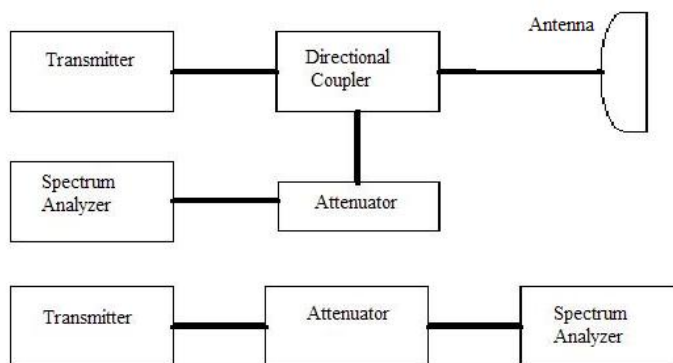 Antenna
Transmitter
Directional
Coupler
Spectrum
Analyzer
Attenuator
Transmitter
Attenuator
Spectrum
Analyzer